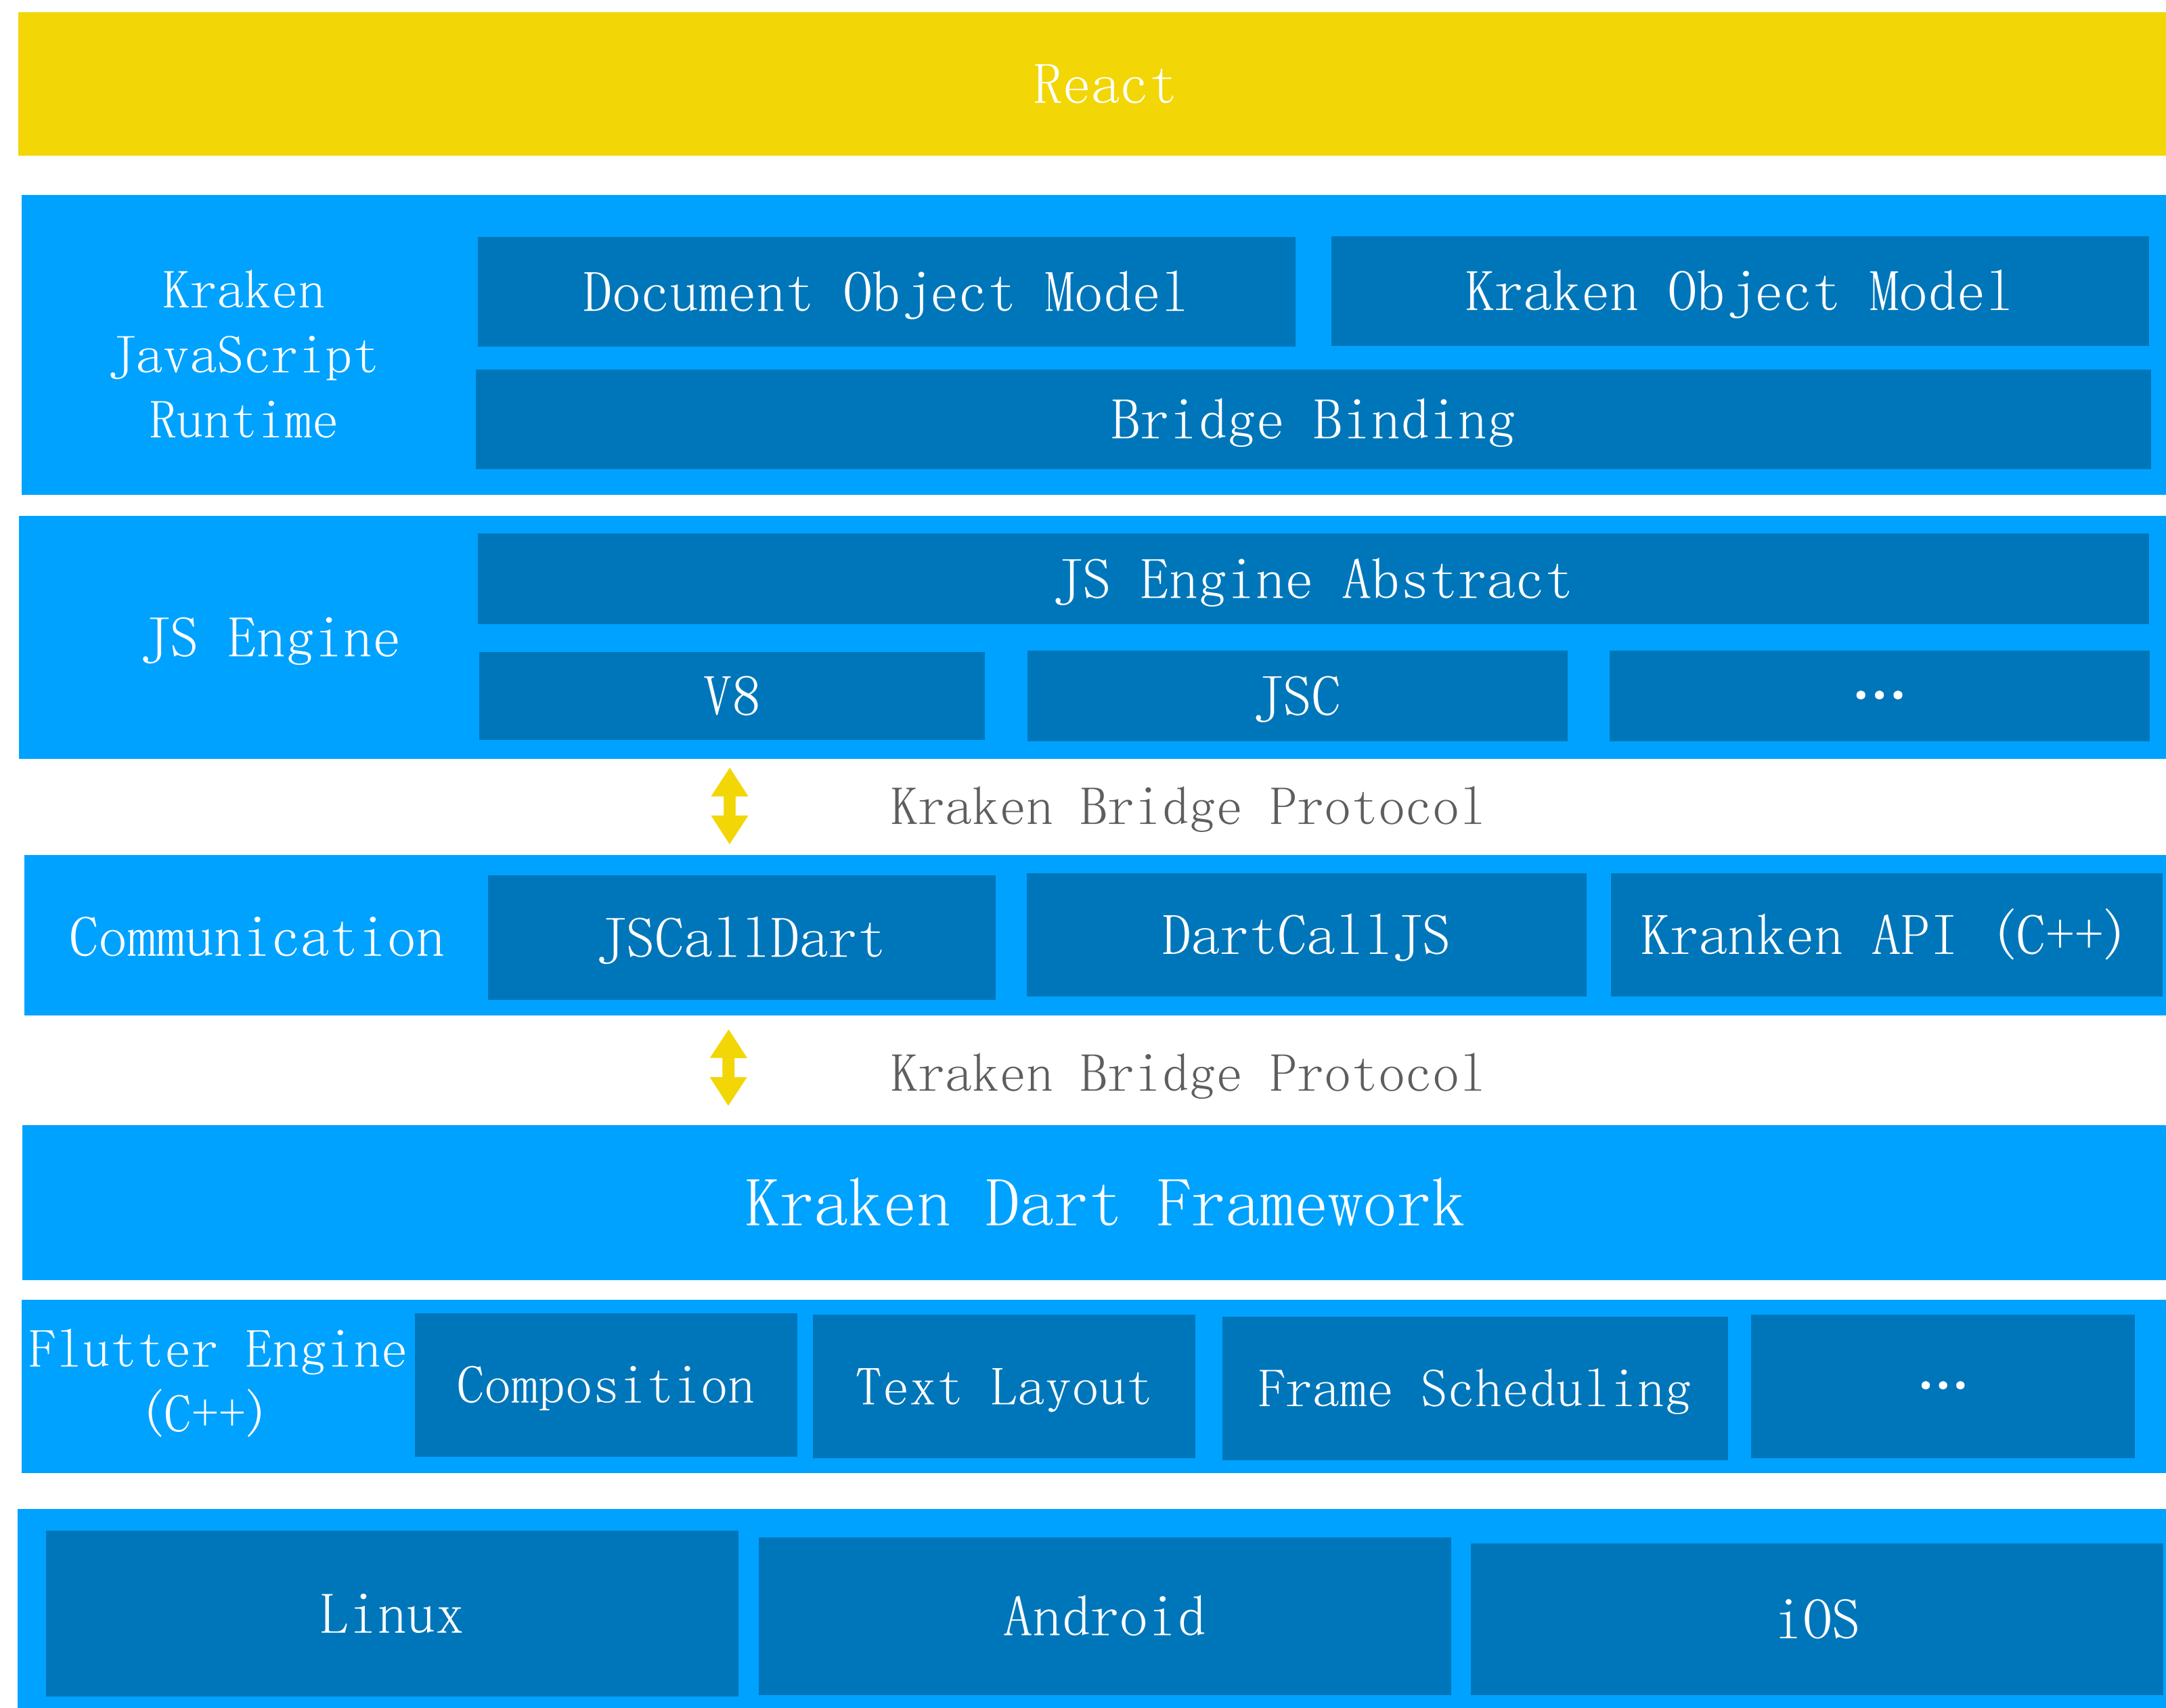 React
Kraken
JavaScript
Runtime
Document Object Model
Kraken Object Model
Bridge Binding
JS Engine
JS Engine Abstract
V8
JSC
...
Kraken Bridge Protocol
Communication
JSCallDart
DartCallJS
Kranken API (C++)
Kraken Bridge Protocol
Kraken Dart Framework
Flutter Engine
(C++)
Composition
Text Layout
Frame Scheduling
...
Linux
Android
iOS